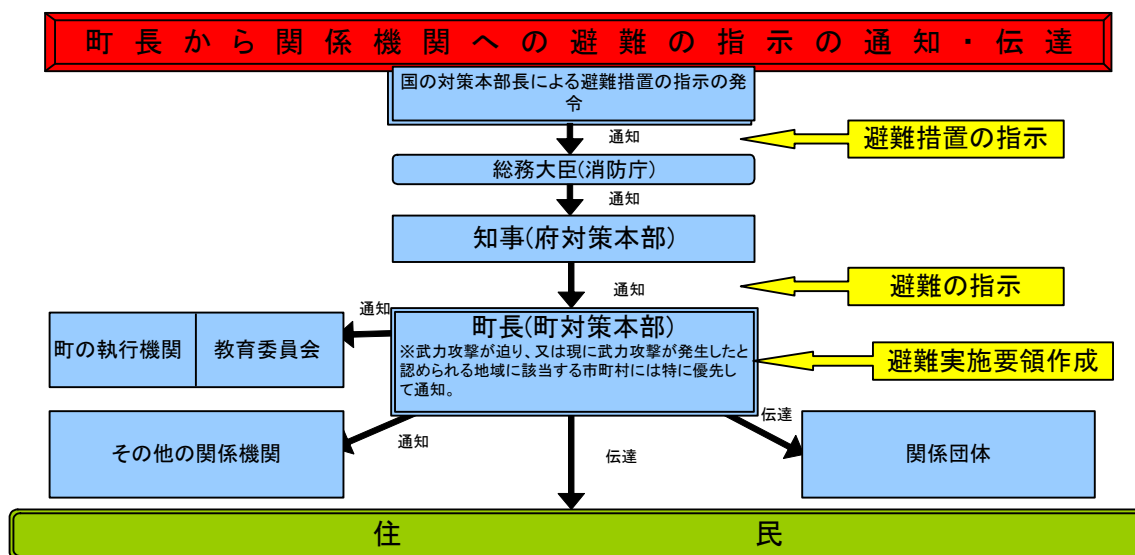 町長から関係機関への避難の指示の通知・伝達
国の対策本部長による避難措置の指示の発
令
通知
避難措置の指示
総務大臣(消防庁)
通知
知事(府対策本部)
通知
避難の指示
通知
町の執行機関
教育委員会
町長(町対策本部)
※武力攻撃が迫り、又は現に武力攻撃が発生したと
認められる地域に該当する市町村には特に優先し
て通知。
避難実施要領作成
その他の関係機関
通知
伝達
伝達
関係団体
住民